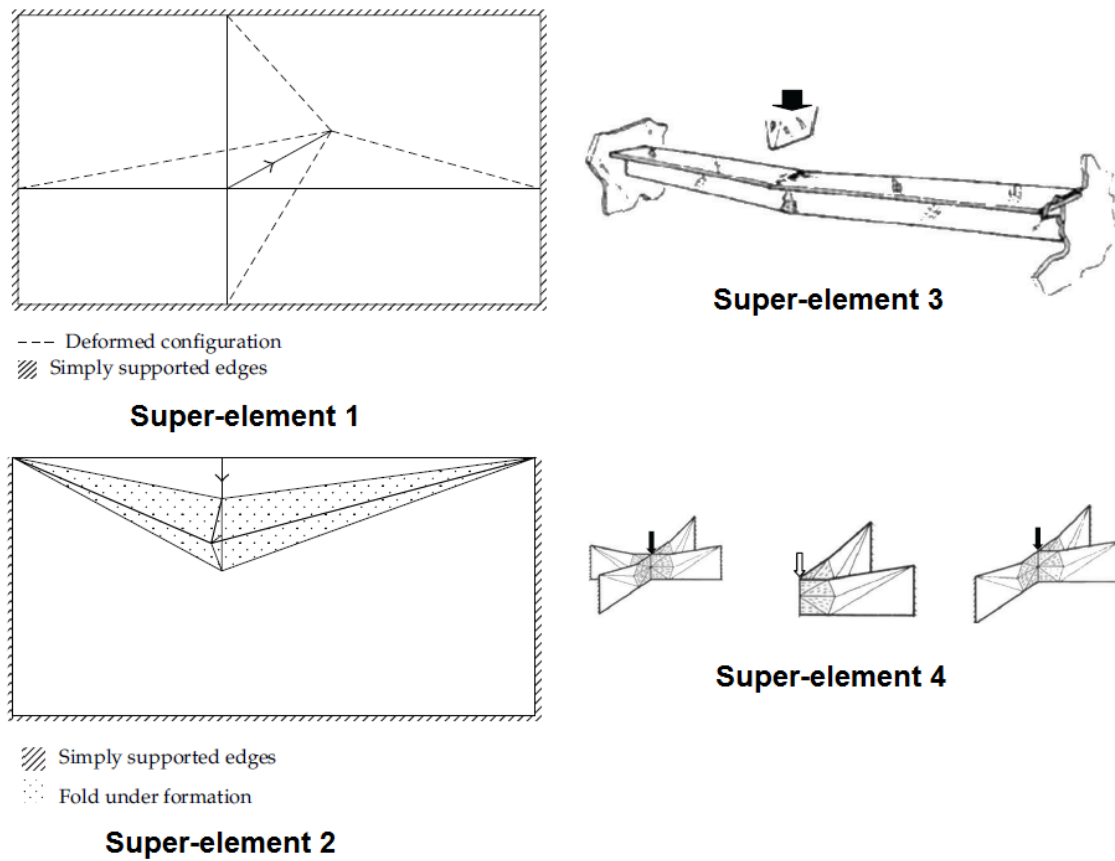 --- Deformed configuration
Simply supported edges
Super-element 1
Super-element 3
Simply supported edges
Fold under formation
Super-element 2
Super-element 4